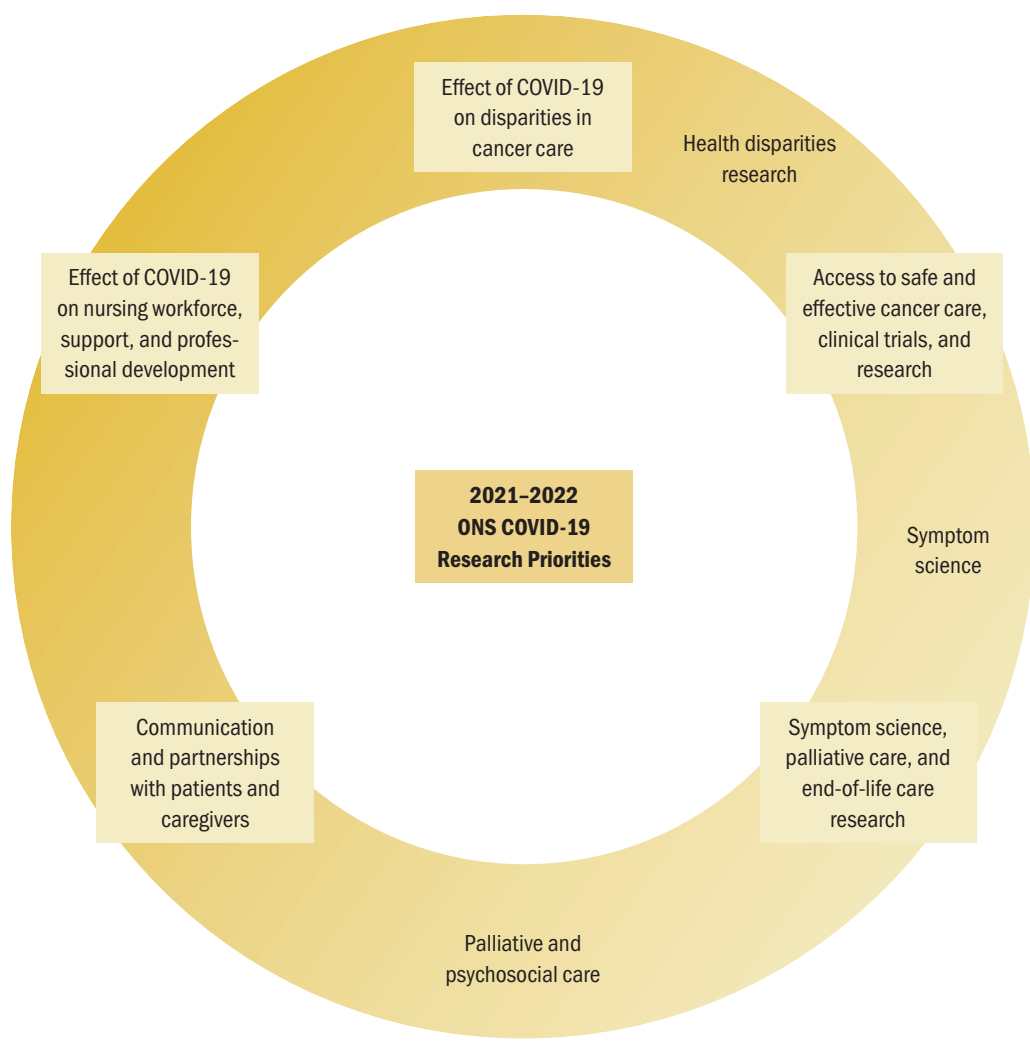 Effect of COVID-19
on disparities in
cancer care
Health disparities
research
Effect of COVID-19
on nursing workforce,
support, and profes-
sional development
Access to safe and
effective cancer care,
clinical trials, and
research
2021–2022
ONS COVID-19
Research Priorities
Symptom
science
Communication
and partnerships
with patients and
caregivers
Symptom science,
palliative care, and
end-of-life care
research
Palliative and
psychosocial care